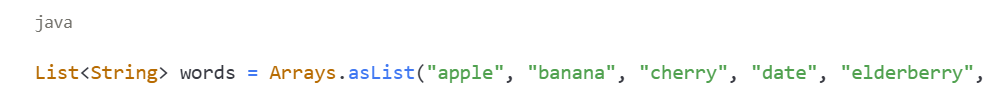 java
List<String> words = Arrays.asList("apple", "banana", "cherry", "date", "elderberry",